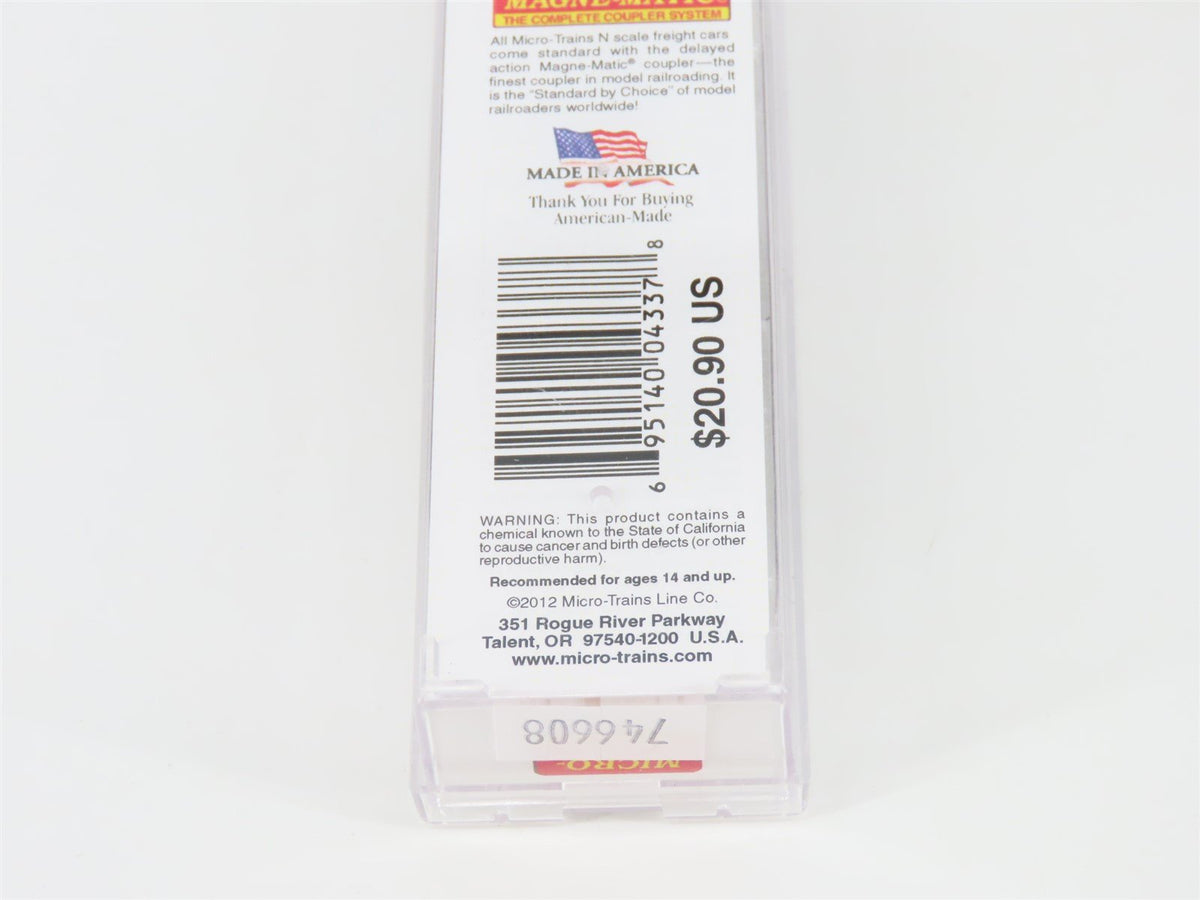 MAGNE-MATIC®
THE COMPLETE COUPLER SYSTEM
All Micro-Trains N scale freight cars
come standard with the delayed
action Magne-Matic® coupler—the
finest coupler in model railroading. It
is the "Standard by Choice" of model
railroaders worldwide!
MADE IN AMERICA
Thank You For Buying
American-Made
6 95140 04337 8
$20.90 US
WARNING: This product contains a
chemical known to the State of California
to cause cancer and birth defects (or other
reproductive harm).
Recommended for ages 14 and up.
©2012 Micro-Trains Line Co.
351 Rogue River Parkway
Talent, OR 97540-1200 U.S.A.
www.micro-trains.com
746608
MICRO-